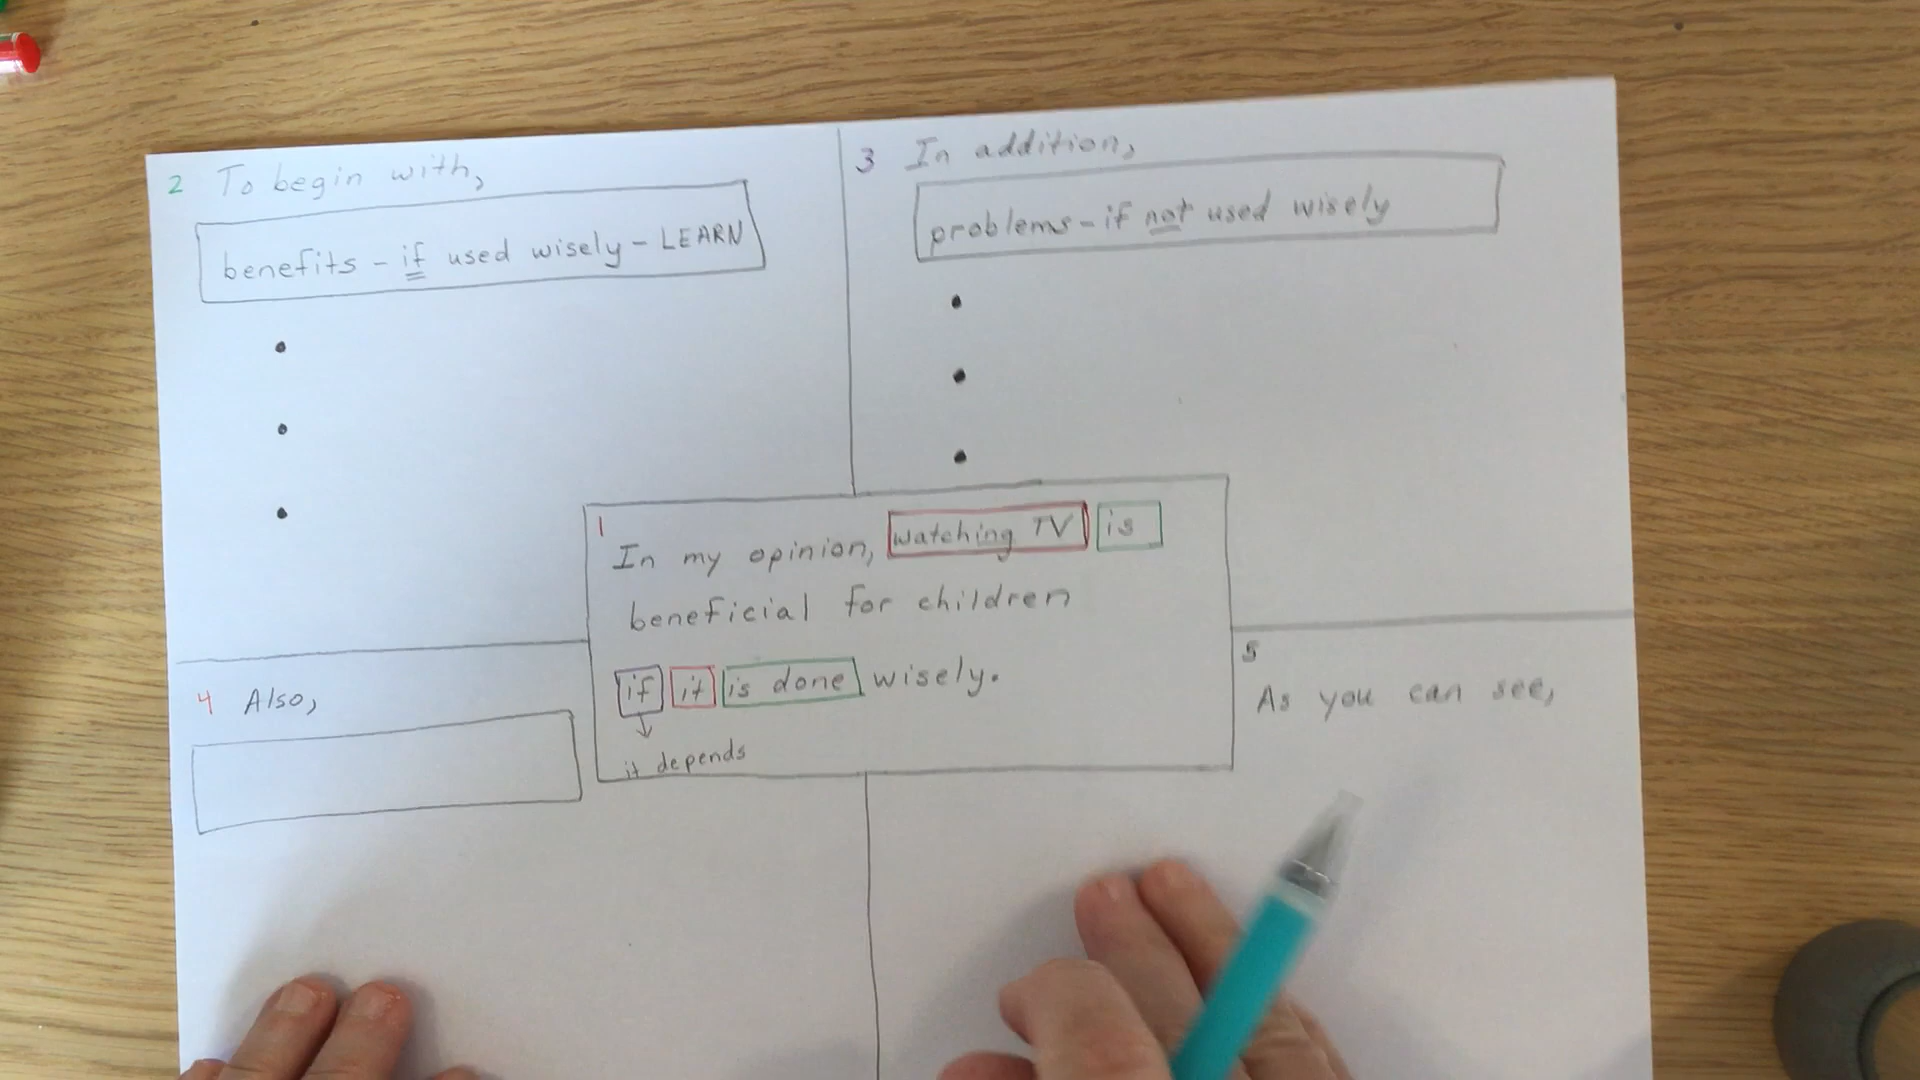 2 To begin with,
benefits - if used wisely - LEARN
3 In addition,
problems - if not used wisely
1
In my opinion, watching TV is
beneficial for children
if it is done wisely.
it depends
4 Also,
5
As you can see,